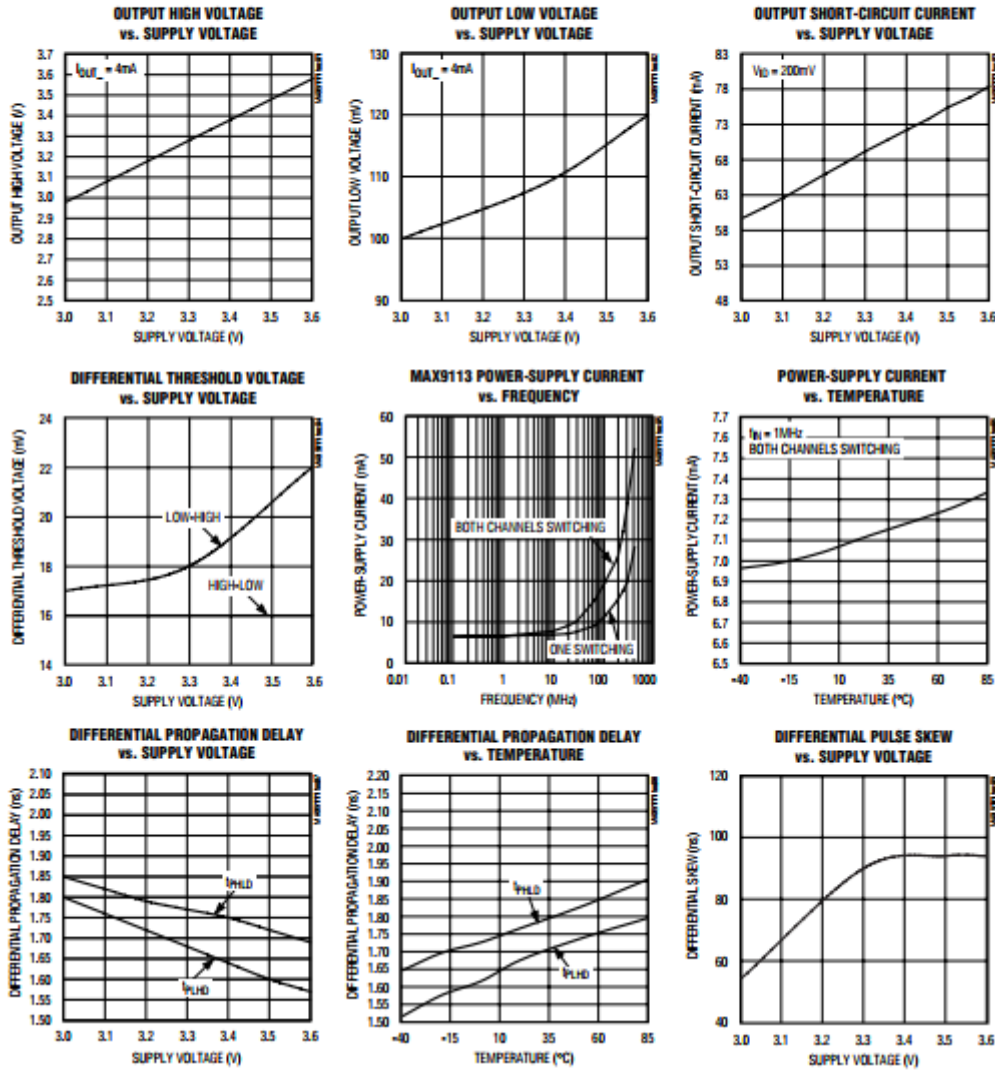 OUTPUT HIGH VOLTAGE
vs. SUPPLY VOLTAGE
3.7
3.6
3.5
3.4
3.3
3.2
3.1
3.0
2.9
2.8
2.7
2.6
2.5
OUTPUT HIGH VOLTAGE (V)
IOUT_ = 4mA
3.0 3.1 3.2 3.3 3.4 3.5 3.6
SUPPLY VOLTAGE (V)
OUTPUT LOW VOLTAGE
vs. SUPPLY VOLTAGE
130
120
110
100
90
OUTPUT LOW VOLTAGE (mV)
IOUT_ = 4mA
3.0 3.1 3.2 3.3 3.4 3.5 3.6
SUPPLY VOLTAGE (V)
OUTPUT SHORT-CIRCUIT CURRENT
vs. SUPPLY VOLTAGE
83
78
73
68
63
58
53
48
OUTPUT SHORT-CIRCUIT CURRENT (mA)
VID = 200mV
3.0 3.1 3.2 3.3 3.4 3.5 3.6
SUPPLY VOLTAGE (V)
DIFFERENTIAL THRESHOLD VOLTAGE
vs. SUPPLY VOLTAGE
24
22
20
18
16
14
DIFFERENTIAL THRESHOLD VOLTAGE (mV)
LOW-HIGH
HIGH-LOW
3.0 3.1 3.2 3.3 3.4 3.5 3.6
SUPPLY VOLTAGE (V)
MAX9113 POWER-SUPPLY CURRENT
vs. FREQUENCY
60
50
40
30
20
10
0
POWER-SUPPLY CURRENT (mA)
BOTH CHANNELS SWITCHING
ONE SWITCHING
0.01 0.1 1 10 100 1000
FREQUENCY (MHz)
POWER-SUPPLY CURRENT
vs. TEMPERATURE
7.7
7.6
7.5
7.4
7.3
7.2
7.1
7.0
6.9
6.8
6.7
6.6
6.5
POWER-SUPPLY CURRENT (mA)
fIN = 1MHz
BOTH CHANNELS SWITCHING
-40 -15 10 35 60 85
TEMPERATURE (°C)
DIFFERENTIAL PROPAGATION DELAY
vs. SUPPLY VOLTAGE
2.10
2.05
2.00
1.95
1.90
1.85
1.80
1.75
1.70
1.65
1.60
1.55
1.50
DIFFERENTIAL PROPAGATION DELAY (ns)
tPHLD
tPLHD
3.0 3.1 3.2 3.3 3.4 3.5 3.6
SUPPLY VOLTAGE (V)
DIFFERENTIAL PROPAGATION DELAY
vs. TEMPERATURE
2.20
2.15
2.10
2.05
2.00
1.95
1.90
1.85
1.80
1.75
1.70
1.65
1.60
1.55
1.50
DIFFERENTIAL PROPAGATION DELAY (ns)
tPHLD
tPLHD
-40 -15 10 35 60 85
TEMPERATURE (°C)
DIFFERENTIAL PULSE SKEW
vs. SUPPLY VOLTAGE
120
100
80
60
40
DIFFERENTIAL SKEW (ns)
3.0 3.1 3.2 3.3 3.4 3.5 3.6
SUPPLY VOLTAGE (V)